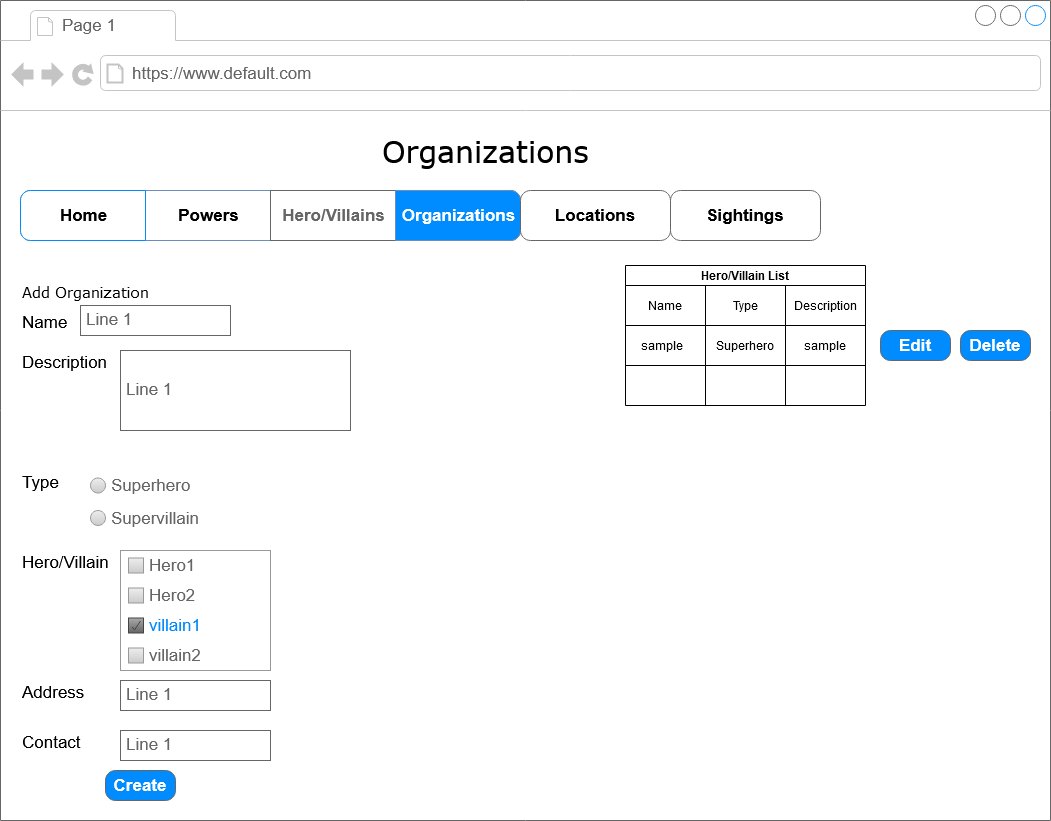 Page 1
https://www.default.com
Organizations
Home Powers Hero/Villains Organizations Locations Sightings
Add Organization
Name Line 1
Description Line 1
Type Superhero
Supervillain
Hero/Villain Hero1
Hero2
villain1
villain2
Address Line 1
Contact Line 1
Create
Hero/Villain List
Name Type Description
sample Superhero sample
Edit Delete